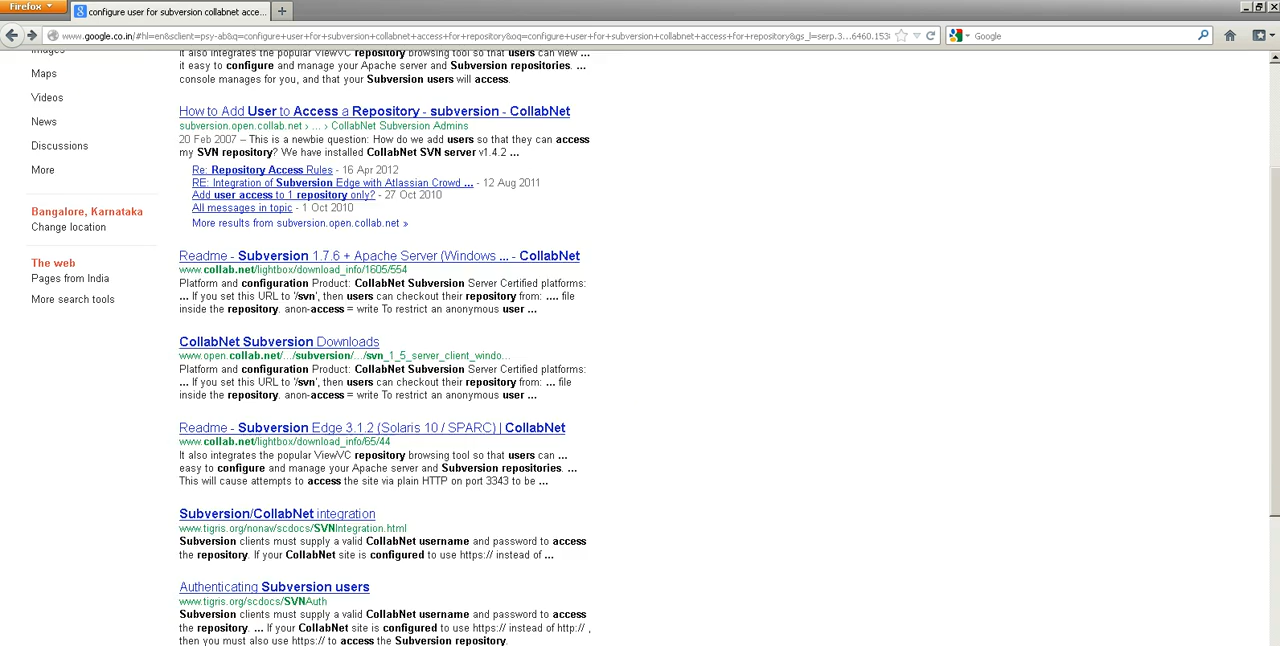 Firefox
configure user for subversion collabnet acce...
www.google.co.in/#hl=en&sclient=psy-ab&q=configure+user+for+subversion+collabnet+access+for+repository&oq=configure+user+for+subversion+collabnet+access+for+repository&gs_l=serp.3...6460.153
Google
Images
Maps
Videos
News
Discussions
More
Bangalore, Karnataka
Change location
The web
Pages from India
More search tools
It also integrates the popular ViewVC repository browsing tool so that users can view ...
it easy to configure and manage your Apache server and Subversion repositories. ...
console manages for you, and that your Subversion users will access.
How to Add User to Access a Repository - subversion - CollabNet
subversion.open.collab.net › ... › CollabNet Subversion Admins
20 Feb 2007 – This is a newbie question: How do we add users so that they can access
my SVN repository? We have installed CollabNet SVN server v1.4.2 ...
Re: Repository Access Rules - 16 Apr 2012
RE: Integration of Subversion Edge with Atlassian Crowd ... - 12 Aug 2011
Add user access to 1 repository only? - 27 Oct 2010
All messages in topic - 1 Oct 2010
More results from subversion.open.collab.net »
Readme - Subversion 1.7.6 + Apache Server (Windows ... - CollabNet
www.collab.net/lightbox/download_info/1605/554
Platform and configuration Product: CollabNet Subversion Server Certified platforms:
... If you set this URL to '/svn', then users can checkout their repository from: .... file
inside the repository. anon-access = write To restrict an anonymous user ...
CollabNet Subversion Downloads
www.open.collab.net/.../subversion/.../svn_1_5_server_client_windo...
Platform and configuration Product: CollabNet Subversion Server Certified platforms:
... If you set this URL to '/svn', then users can checkout their repository from: ... file
inside the repository. anon-access = write To restrict an anonymous user ...
Readme - Subversion Edge 3.1.2 (Solaris 10 / SPARC) | CollabNet
www.collab.net/lightbox/download_info/65/44
It also integrates the popular ViewVC repository browsing tool so that users can ...
easy to configure and manage your Apache server and Subversion repositories. ...
This will cause attempts to access the site via plain HTTP on port 3343 to be ...
Subversion/CollabNet integration
www.tigris.org/nonav/scdocs/SVNIntegration.html
Subversion clients must supply a valid CollabNet username and password to access
the repository. If your CollabNet site is configured to use https:// instead of ...
Authenticating Subversion users
www.tigris.org/scdocs/SVNAuth
Subversion clients must supply a valid CollabNet username and password to access
the repository. ... If your CollabNet site is configured to use https:// instead of http:// ,
then you must also use https:// to access the Subversion repository.